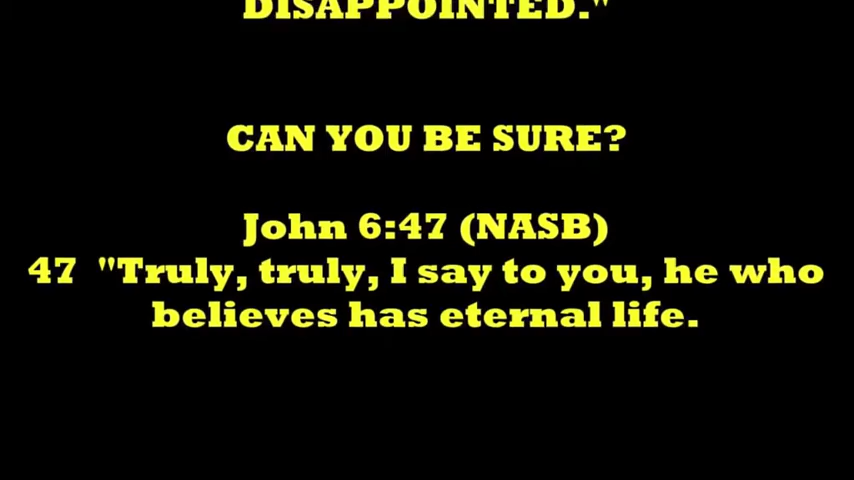 DISAPPOINTED."
CAN YOU BE SURE?
John 6:47 (NASB)
47 "Truly, truly, I say to you, he who
believes has eternal life.